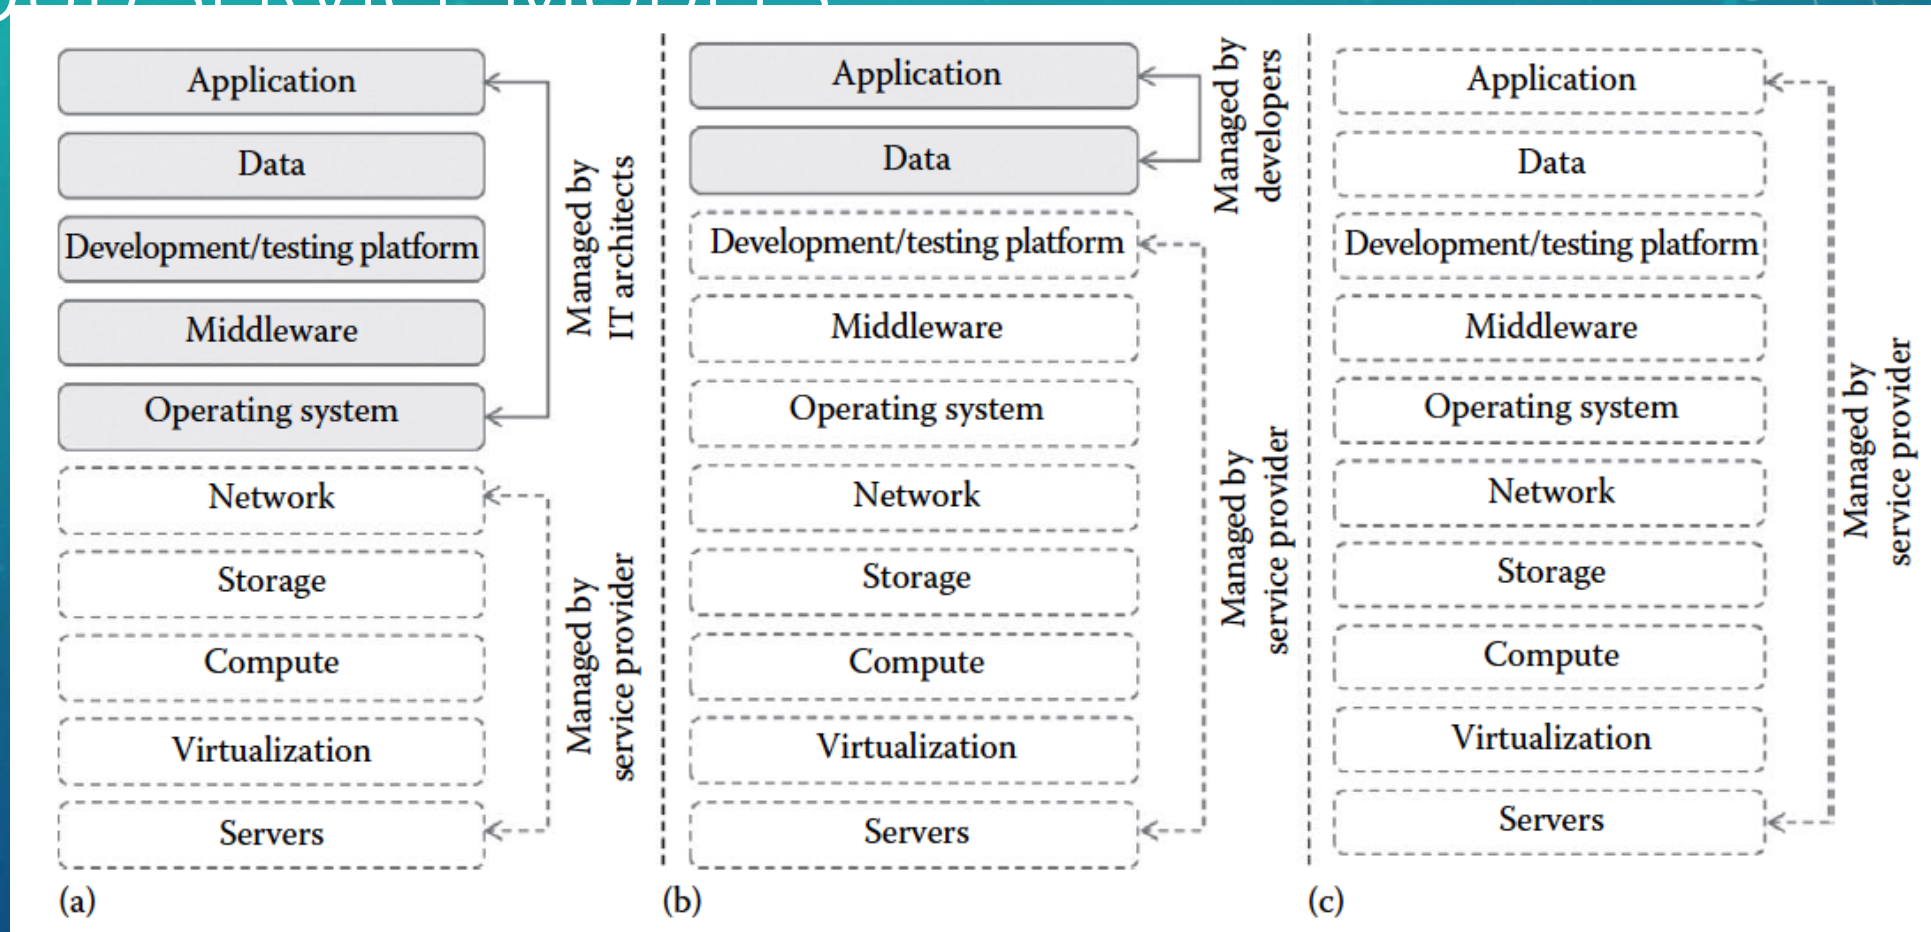 Application
Data
Development/testing platform
Middleware
Operating system
Network
Storage
Compute
Virtualization
Servers
Managed by
IT architects
Managed by
service provider
(a)
Application
Data
Development/testing platform
Middleware
Operating system
Network
Storage
Compute
Virtualization
Servers
Managed by
developers
Managed by
service provider
(b)
Application
Data
Development/testing platform
Middleware
Operating system
Network
Storage
Compute
Virtualization
Servers
Managed by
service provider
(c)